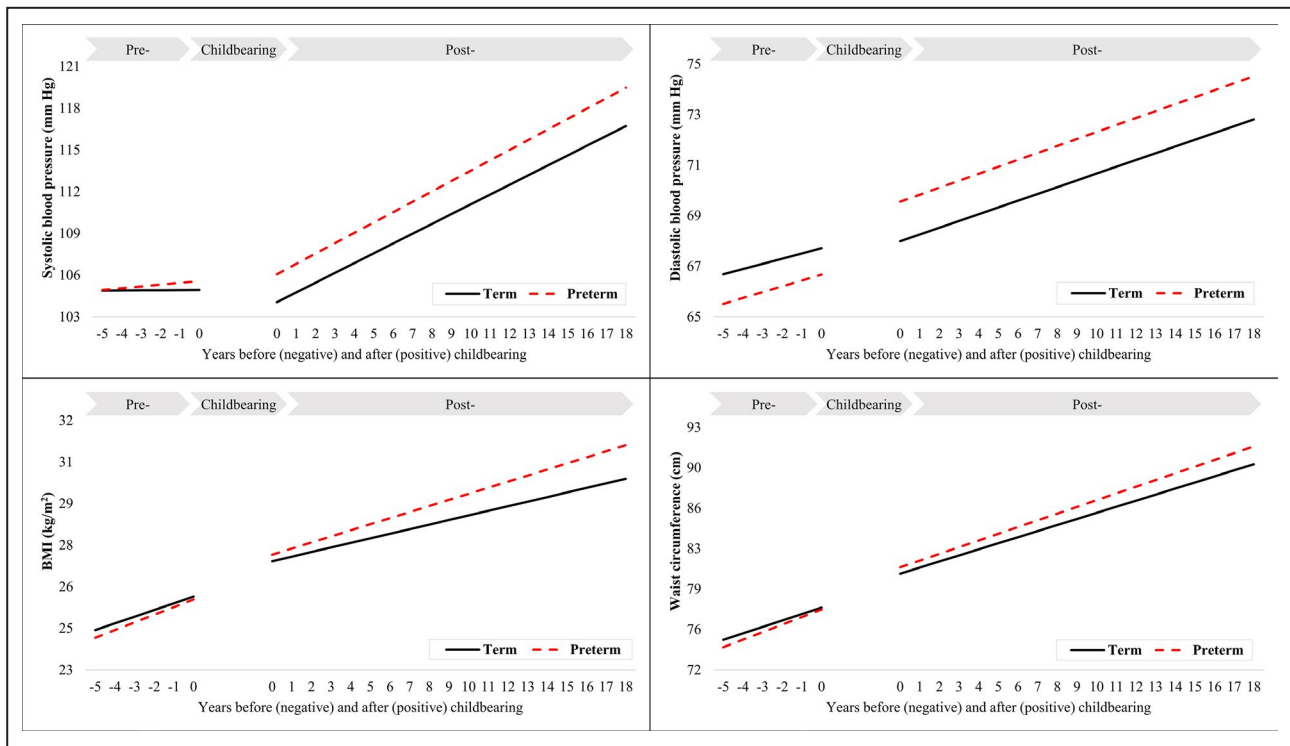 Pre- Childbearing Post-
121
118
115
112
109
106
103
Systolic blood pressure (mm Hg)
Term Preterm
-5 -4 -3 -2 -1 0 0 1 2 3 4 5 6 7 8 9 10 11 12 13 14 15 16 17 18
Years before (negative) and after (positive) childbearing
Pre- Childbearing Post-
75
73
71
69
67
65
Diastolic blood pressure (mm Hg)
Term Preterm
-5 -4 -3 -2 -1 0 0 1 2 3 4 5 6 7 8 9 10 11 12 13 14 15 16 17 18
Years before (negative) and after (positive) childbearing
Pre- Childbearing Post-
32
31
29
28
26
25
23
BMI (kg/m²)
Term Preterm
-5 -4 -3 -2 -1 0 0 1 2 3 4 5 6 7 8 9 10 11 12 13 14 15 16 17 18
Years before (negative) and after (positive) childbearing
Pre- Childbearing Post-
93
90
86
83
79
76
72
Waist circumference (cm)
Term Preterm
-5 -4 -3 -2 -1 0 0 1 2 3 4 5 6 7 8 9 10 11 12 13 14 15 16 17 18
Years before (negative) and after (positive) childbearing